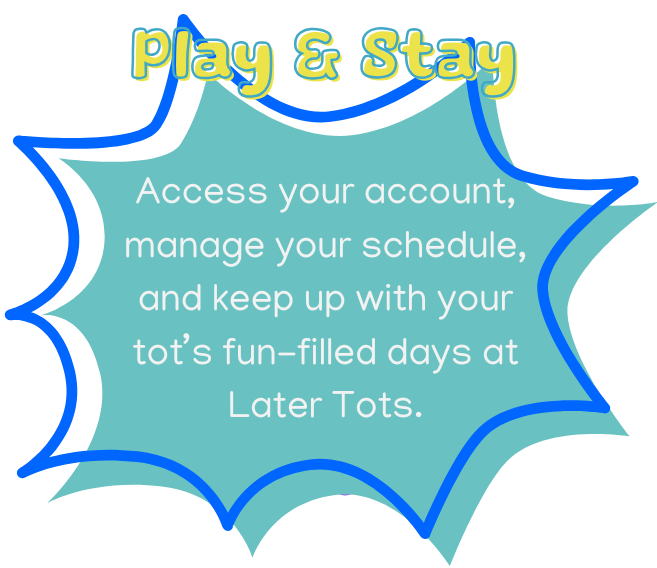 Play & Stay
Access your account,
manage your schedule,
and keep up with your
tot's fun-filled days at
Later Tots.